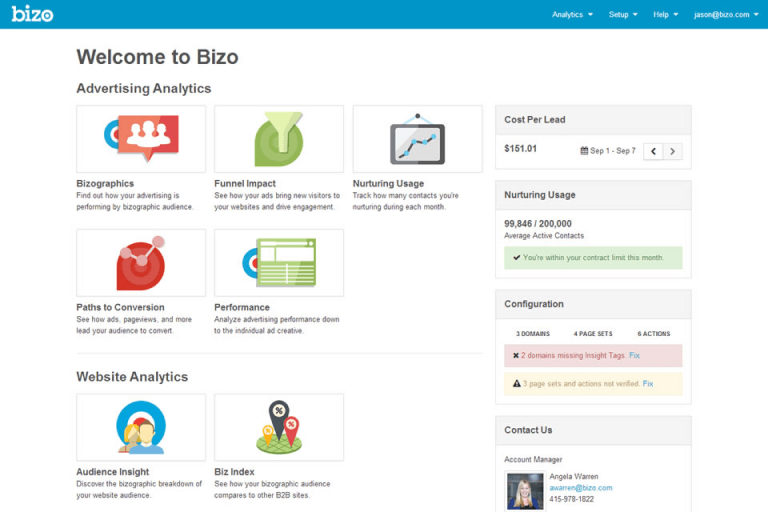 bizo
Analytics
Setup
Help
jason@bizo.com
Welcome to Bizo
Advertising Analytics
Bizographics
Find out how your advertising is
performing by bizographic audience.
Funnel Impact
See how your ads bring new visitors to
your websites and drive engagement.
Nurturing Usage
Track how many contacts you're
nurturing during each month.
Paths to Conversion
See how ads, pageviews, and more
lead your audience to convert.
Performance
Analyze advertising performance down
to the individual ad creative.
Website Analytics
% % %
Audience Insight
Discover the bizographic breakdown of
your website audience.
Biz Index
See how your bizographic audience
compares to other B2B sites.
Cost Per Lead
$151.01
Sep 1 - Sep 7
Nurturing Usage
99,846 / 200,000
Average Active Contacts
You're within your contract limit this month.
Configuration
3 DOMAINS 4 PAGE SETS 6 ACTIONS
2 domains missing Insight Tags. Fix
3 page sets and actions not verified. Fix
Contact Us
Account Manager
Angela Warren
awarren@bizo.com
415-978-1822